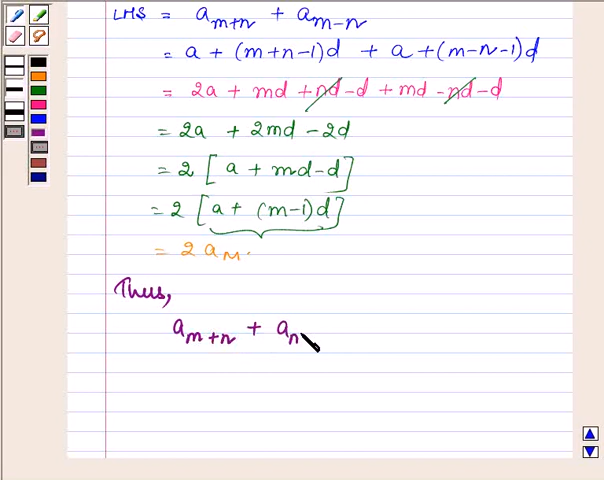 LHS = a_{m+n} + a_{m-n}
= a + (m+n-1)d + a + (m-n-1)d
= 2a + md + nd - d + md - nd - d
= 2a + 2md - 2d
= 2 [ a + md - d ]
= 2 [ a + (m-1)d ]
= 2 a_m.
Thus,
a_{m+n} + a_n